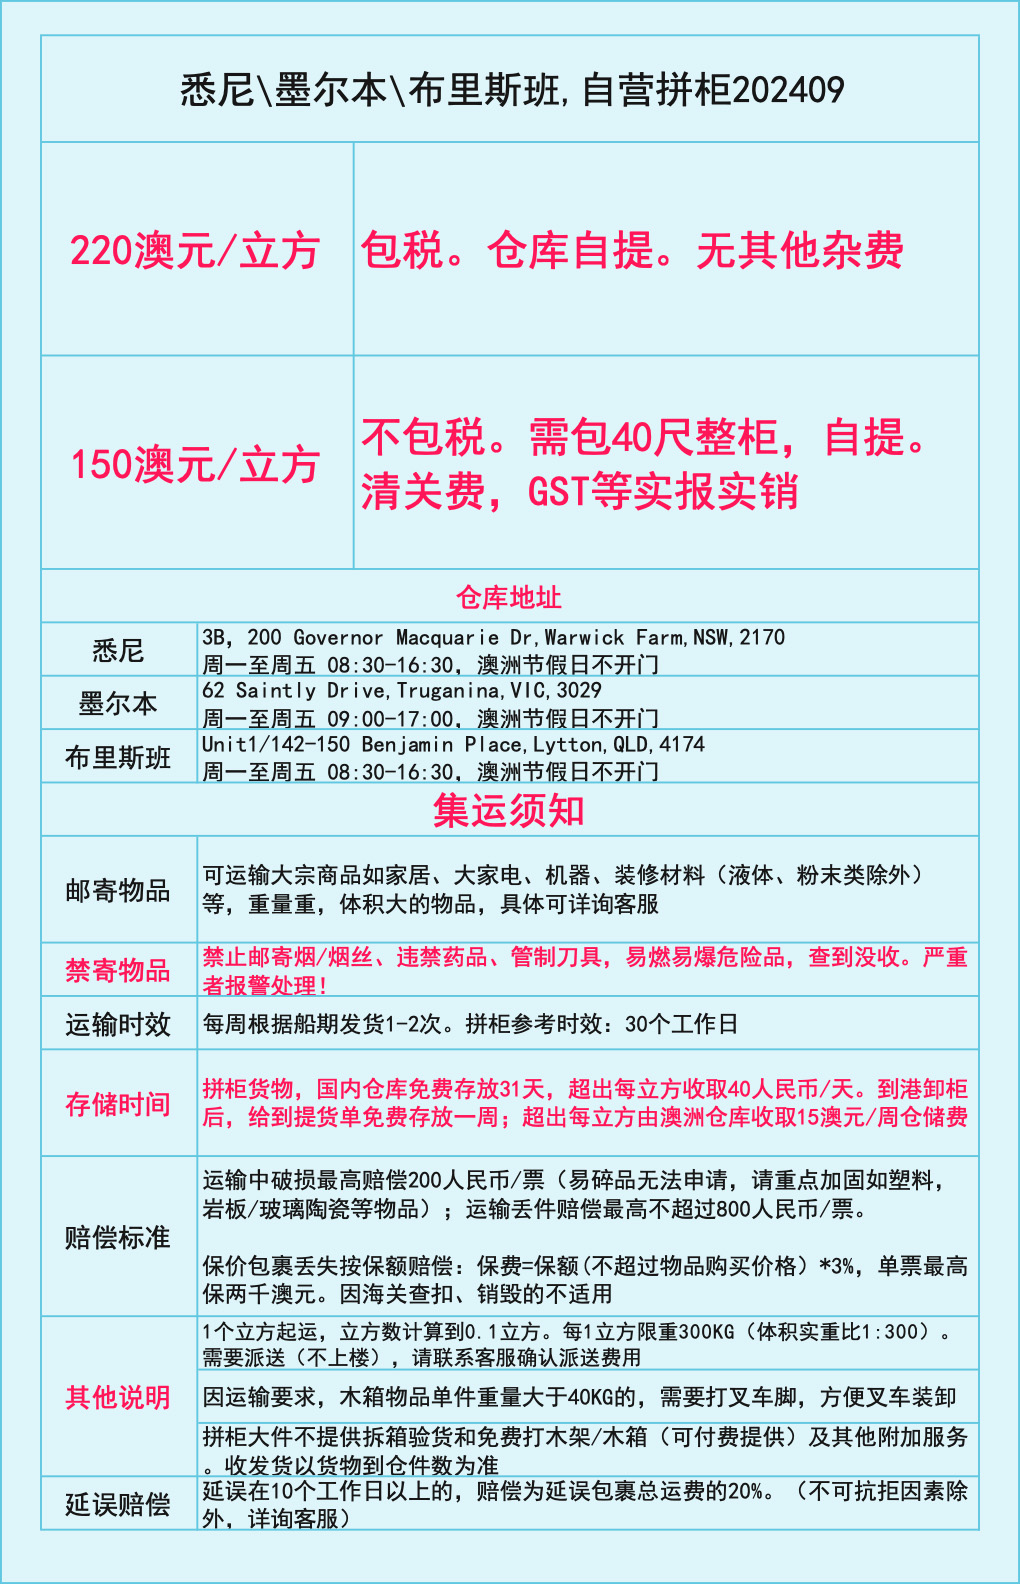 悉尼\墨尔本\布里斯班,自营拼柜202409
220澳元/立方
包税。仓库自提。无其他杂费
150澳元/立方
不包税。需包40尺整柜，自提。
清关费，GST等实报实销
仓库地址
悉尼
3B，200 Governor Macquarie Dr,Warwick Farm,NSW,2170
周一至周五 08:30-16:30，澳洲节假日不开门
墨尔本
62 Saintly Drive,Truganina,VIC,3029
周一至周五 09:00-17:00，澳洲节假日不开门
布里斯班
Unit1/142-150 Benjamin Place,Lytton,QLD,4174
周一至周五 08:30-16:30，澳洲节假日不开门
集运须知
邮寄物品
可运输大宗商品如家居、大家电、机器、装修材料（液体、粉末类除外）
等，重量重，体积大的物品，具体可详询客服
禁寄物品
禁止邮寄烟/烟丝、违禁药品、管制刀具，易燃易爆危险品，查到没收。严重
者报警处理！
运输时效
每周根据船期发货1-2次。拼柜参考时效：30个工作日
存储时间
拼柜货物，国内仓库免费存放31天，超出每立方收取40人民币/天。到港卸柜
后，给到提货单免费存放一周；超出每立方由澳洲仓库收取15澳元/周仓储费
赔偿标准
运输中破损最高赔偿200人民币/票（易碎品无法申请，请重点加固如塑料，
岩板/玻璃陶瓷等物品）；运输丢件赔偿最高不超过800人民币/票。
保价包裹丢失按保额赔偿：保费=保额(不超过物品购买价格）*3%，单票最高
保两千澳元。因海关查扣、销毁的不适用
其他说明
1个立方起运，立方数计算到0.1立方。每1立方限重300KG（体积实重比1:300）。
需要派送（不上楼），请联系客服确认派送费用
因运输要求，木箱物品单件重量大于40KG的，需要打叉车脚，方便叉车装卸
拼柜大件不提供拆箱验货和免费打木架/木箱（可付费提供）及其他附加服务
。收发货以货物到仓件数为准
延误赔偿
延误在10个工作日以上的，赔偿为延误包裹总运费的20%。（不可抗拒因素除
外，详询客服）